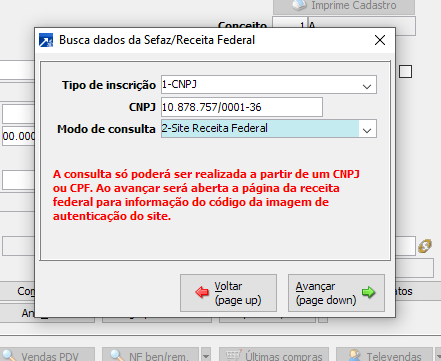 Imprime Cadastro
Conceito 1 A
Busca dados da Sefaz/Receita Federal
Tipo de inscrição 1-CNPJ
CNPJ 10.878.757/0001-36
Modo de consulta 2-Site Receita Federal
00.000
A consulta só poderá ser realizada a partir de um CNPJ
ou CPF. Ao avançar será aberta a página da receita
federal para informação do código da imagem de
autenticação do site.
Voltar
(page up)
Avançar
(page down)
Vendas PDV
NF ben/rem.
Últimas compras
Televendas